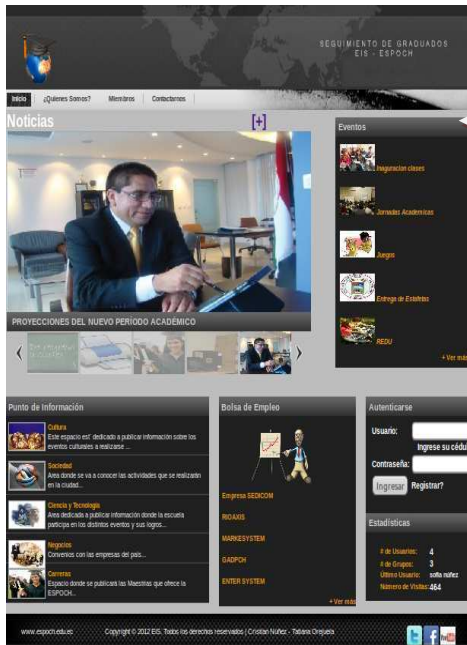 SEGUIMIENTO DE GRADUADOS
EIS - ESPOCH
Inicio
¿Quienes Somos?
Miembros
Contactarnos
Noticias
[+]
PROYECCIONES DEL NUEVO PERÍODO ACADÉMICO
Eventos
Inaguracion clases
Jornadas Academicas
Juegos
Entrega de Estafetas
REDU
+ Ver más
Punto de Información
Cultura
Este espacio est' dedicado a publicar información sobre los
eventos culturales a realizarse ...
Sociedad
Area donde se va a conocer las actividades que se realizarán
en la ciudad...
Ciencia y Tecnología
Area dedicada a publicar información donde la escuela
participa en los distintos eventos y sus logros...
Negocios
Convenios con las empresas del país...
Carreras
Espacio donde se publicarás las Maestrias que ofrece la
ESPOCH...
Bolsa de Empleo
Empresa SEDICOM
RIOAXIS
MARKESYSTEM
GADPCH
ENTER SYSTEM
+ Ver más
Autenticarse
Usuario:
Ingrese su cédu
Contraseña:
Ingresar
Registrar?
Estadísticas
# de Usuarios: 4
# de Grupos: 3
Último Usuario: sofia núñez
Número de Visitas: 464
www.espoch.edu.ec
Copyright © 2012 EIS. Todos los derechos reservados | Cristian Núñez - Tatiana Orejuela